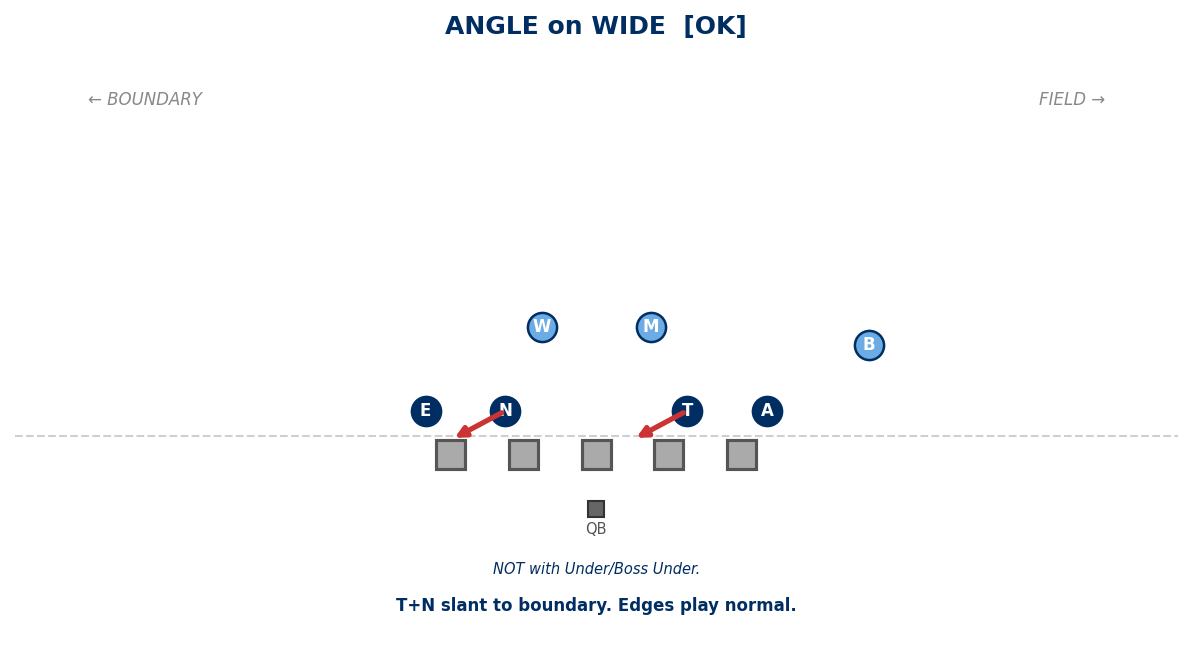 ANGLE on WIDE  [OK]
← BOUNDARY
FIELD →
W
M
B
E
N
T
A
QB
NOT with Under/Boss Under.
T+N slant to boundary. Edges play normal.